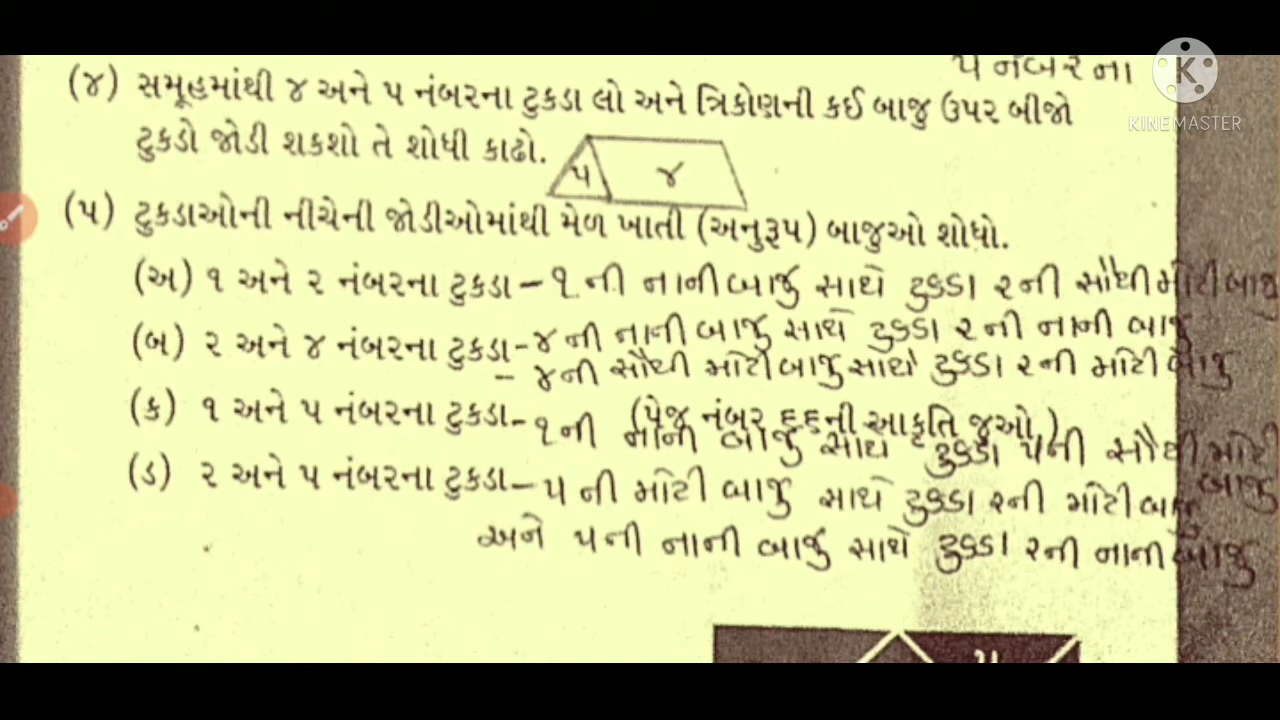 ૫ નંબરના
KINEMASTER
(૪) સમૂહમાંથી ૪ અને ૫ નંબરના ટુકડા લો અને ત્રિકોણની કઈ બાજુ ઉપર બીજો
ટુકડો જોડી શકશો તે શોધી કાઢો.
૫ ૪
(૫) ટુકડાઓની નીચેની જોડીઓમાંથી મેળ ખાતી (અનુરૂપ) બાજુઓ શોધો.
(અ) ૧ અને ૨ નંબરના ટુકડા - ૧ ની નાની બાજુ સાથે ટુકડા ૨ની સૌથી મોટી બાજુ
(બ) ૨ અને ૪ નંબરના ટુકડા - ૪ની નાની બાજુ સાથે ટુકડા ૨ની નાની બાજુ
- ૪ની સૌથી મોટી બાજુ સાથે ટુકડા ૨ની મોટી બાજુ
(ક) ૧ અને ૫ નંબરના ટુકડા - (પેજ નંબર ૬૬ની આકૃતિ જુઓ.)
૧ની નાની બાજુ સાથે ટુકડા ૫ની સૌથી મોટી
બાજુ
(ડ) ૨ અને ૫ નંબરના ટુકડા - ૫ ની મોટી બાજુ સાથે ટુકડા ૨ની મોટી બાજુ
અને ૫ની નાની બાજુ સાથે ટુકડા ૨ની નાની બાજુ